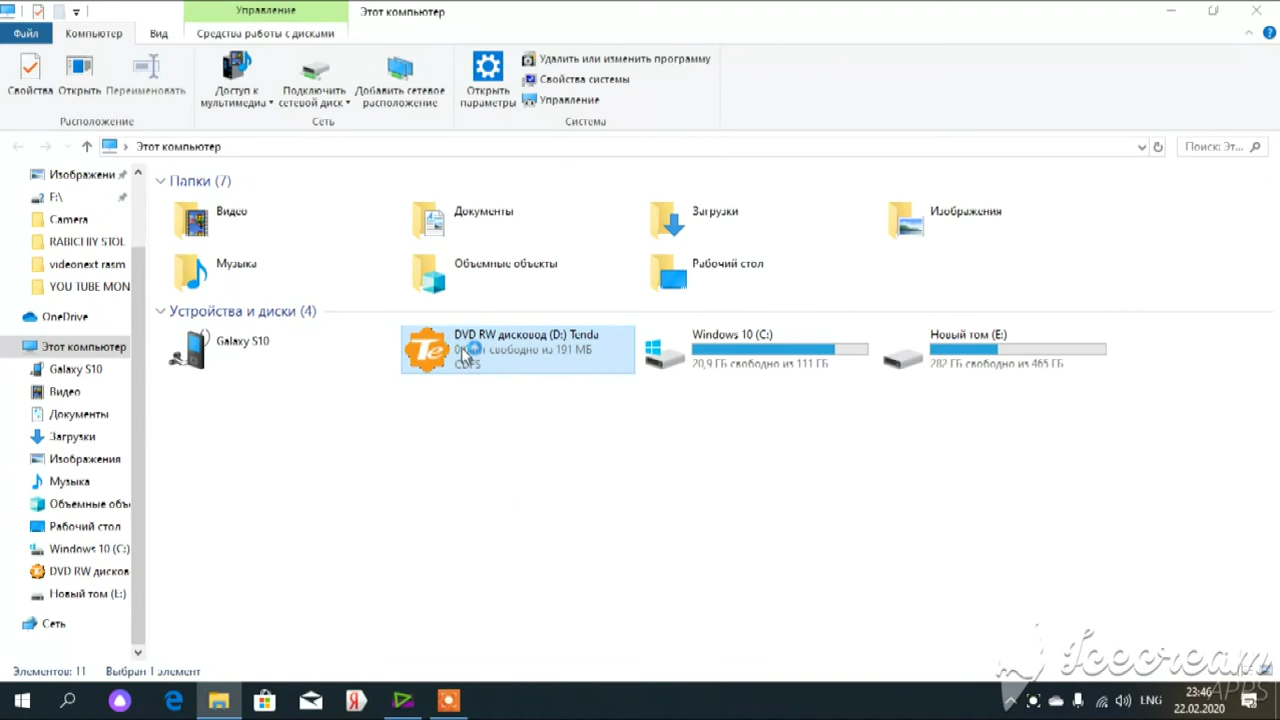 Управление
Этот компьютер
Файл
Компьютер
Вид
Средства работы с дисками
Свойства
Открыть
Переименовать
Доступ к мультимедиа
Подключить сетевой диск
Добавить сетевое расположение
Открыть параметры
Удалить или изменить программу
Свойства системы
Управление
Расположение
Сеть
Система
Этот компьютер
Поиск: Эт...
Изображени
F:\
Camera
RABICHIY STOL
videonext rasm
YOU TUBE MON
OneDrive
Этот компьютер
Galaxy S10
Видео
Документы
Загрузки
Изображения
Музыка
Объемные объ
Рабочий стол
Windows 10 (C:)
DVD RW дисков
Новый том (E:)
Сеть
Папки (7)
Видео
Документы
Загрузки
Изображения
Музыка
Объемные объекты
Рабочий стол
Устройства и диски (4)
Galaxy S10
DVD RW дисковод (D:) Tenda
свободно из 191 МБ
CDFS
Windows 10 (C:)
20,9 ГБ свободно из 111 ГБ
Новый том (E:)
282 ГБ свободно из 465 ГБ
Te
Элементов: 11
Выбран 1 элемент
Icecream
APPS
ENG
23:46
22.02.2020